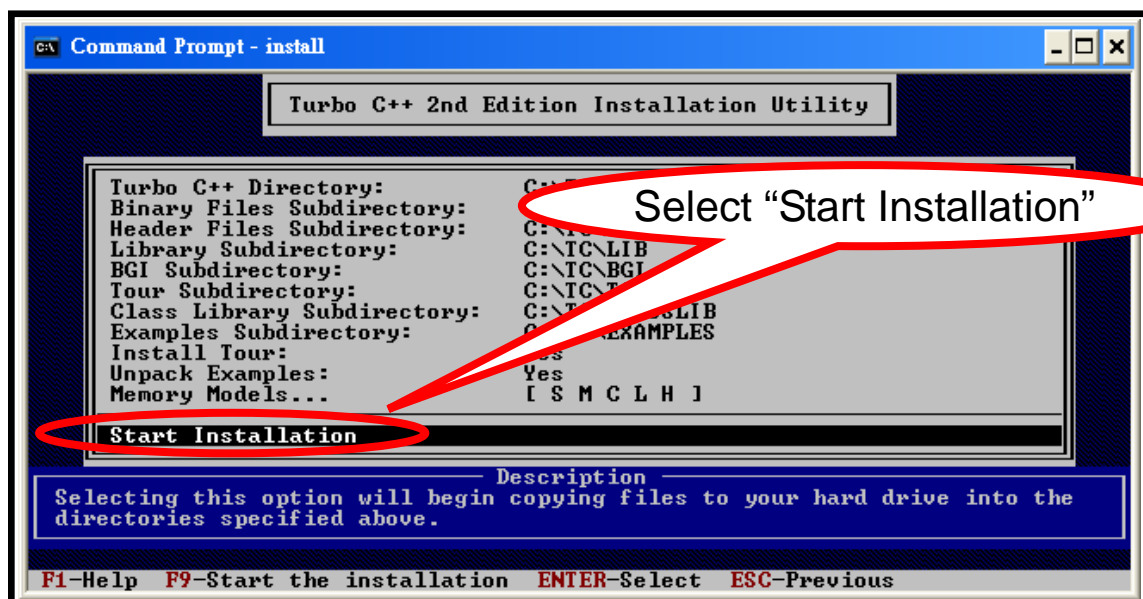 Command Prompt - install
Turbo C++ 2nd Edition Installation Utility
Turbo C++ Directory:
Binary Files Subdirectory:
Header Files Subdirectory:
Library Subdirectory: C:\TC\LIB
BGI Subdirectory: C:\TC\BGI
Tour Subdirectory:
Class Library Subdirectory:
Examples Subdirectory:
Install Tour:
Unpack Examples: Yes
Memory Models... [ S M C L H ]
Select “Start Installation”
Start Installation
Description
Selecting this option will begin copying files to your hard drive into the
directories specified above.
F1-Help F9-Start the installation ENTER-Select ESC-Previous